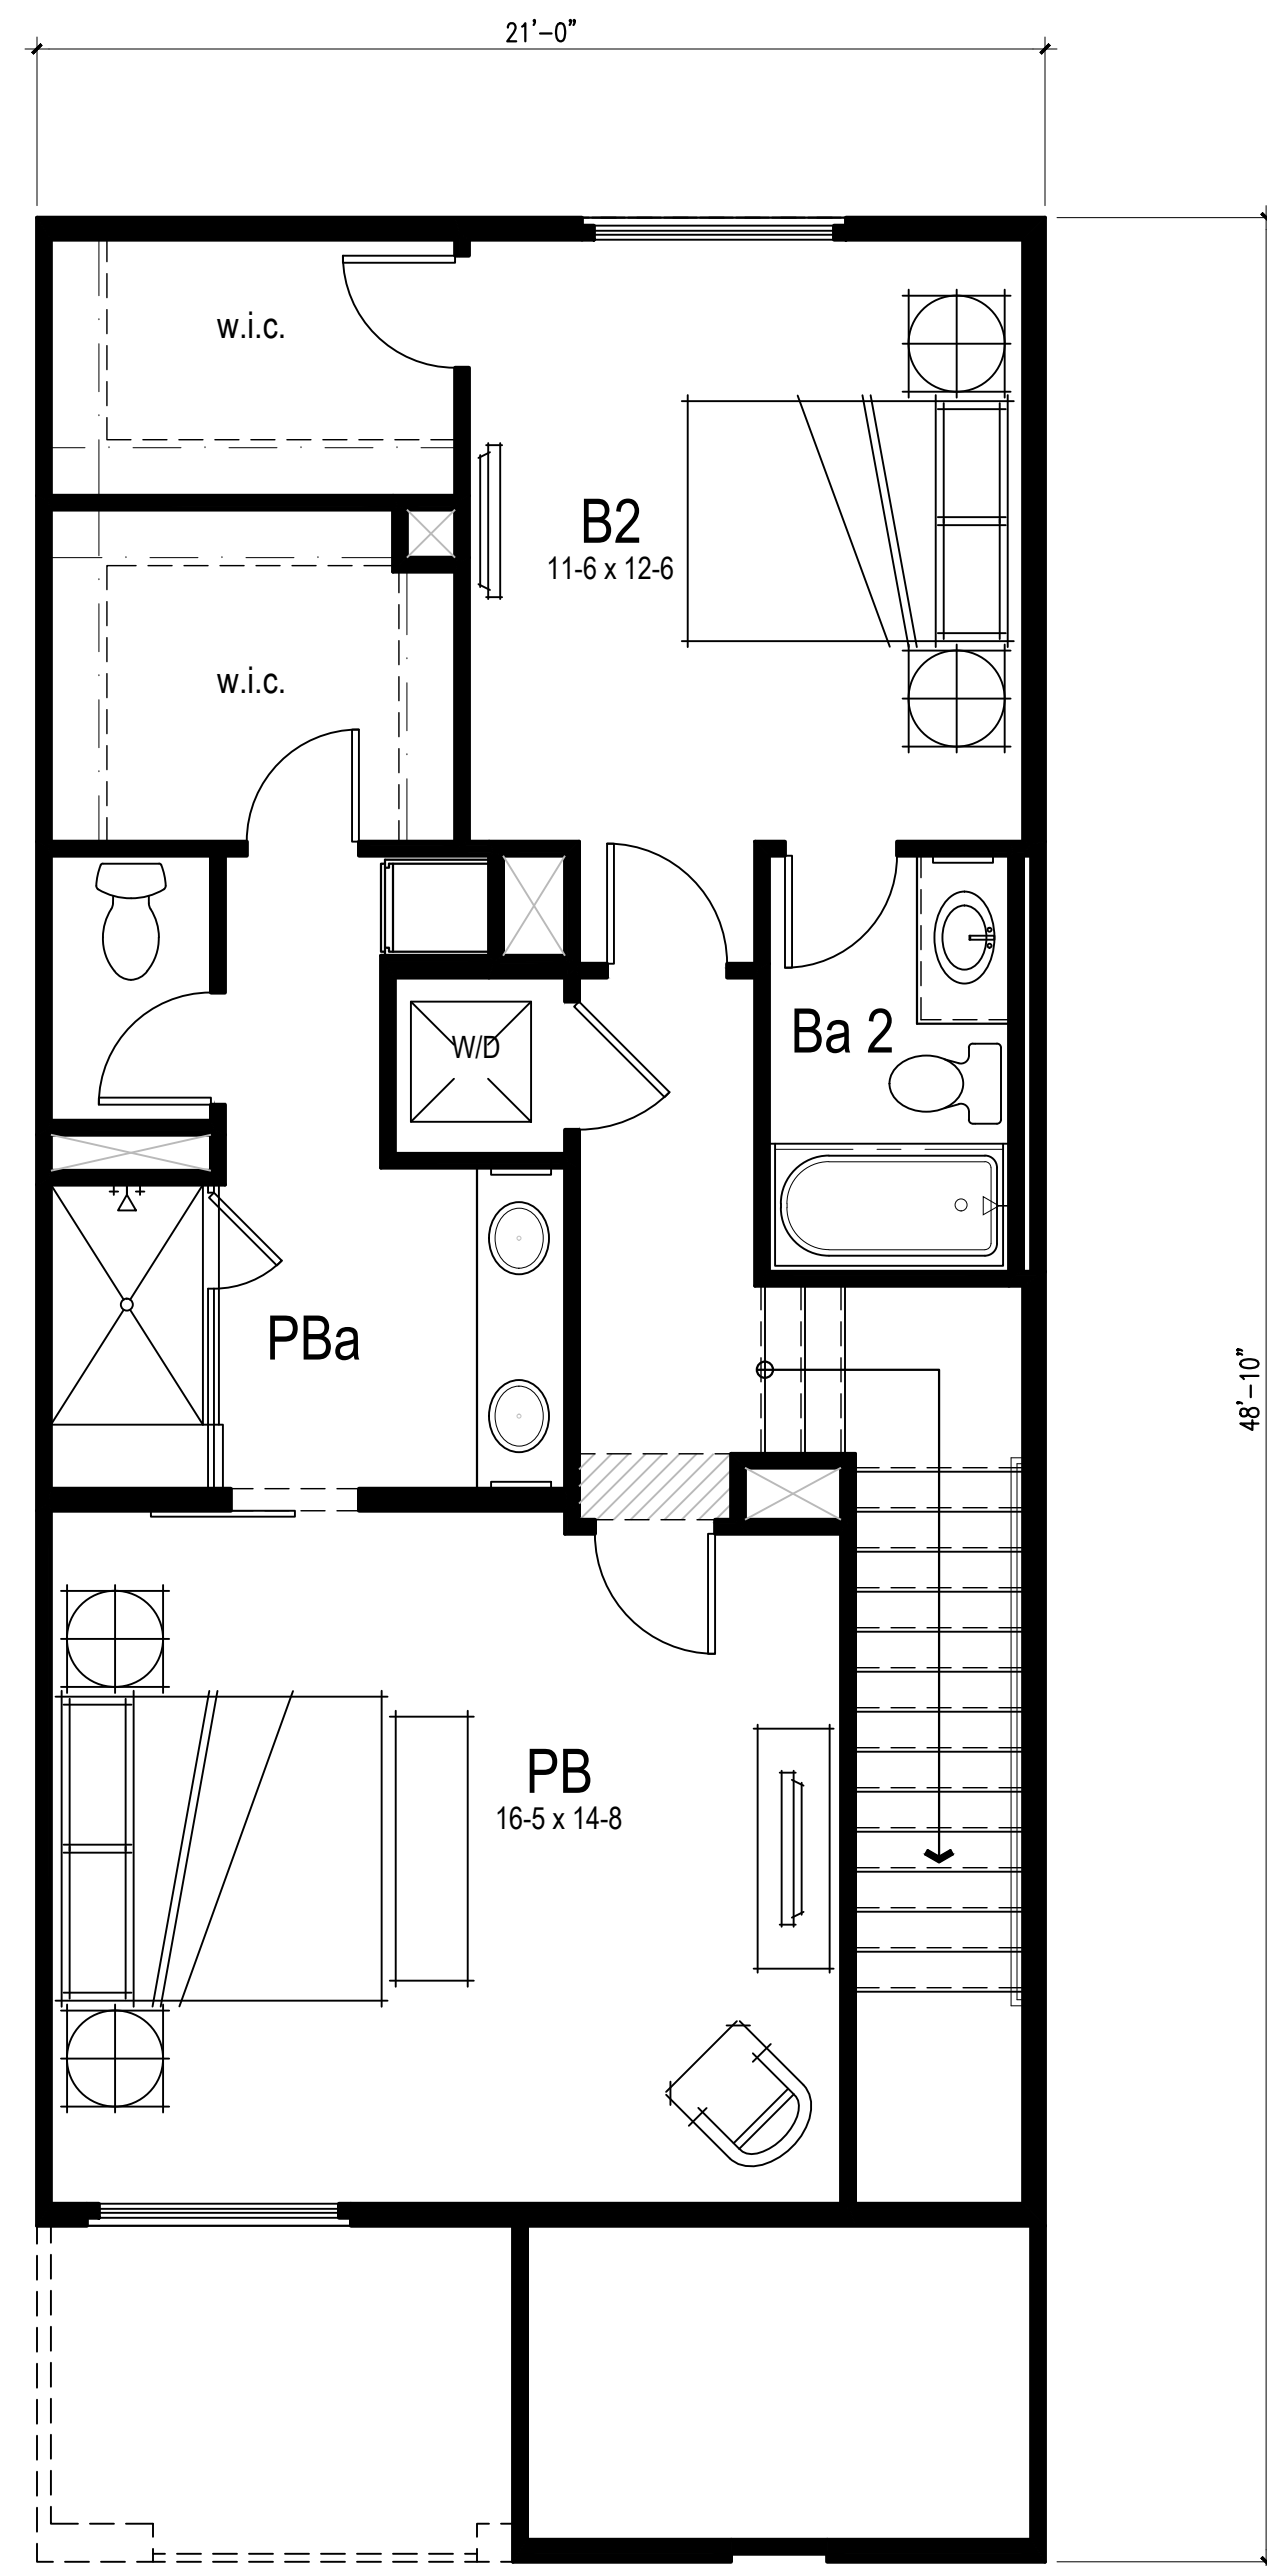 21'-0"
w.i.c.
B2
11-6 x 12-6
w.i.c.
W/D
Ba 2
PBa
48'-10"
PB
16-5 x 14-8